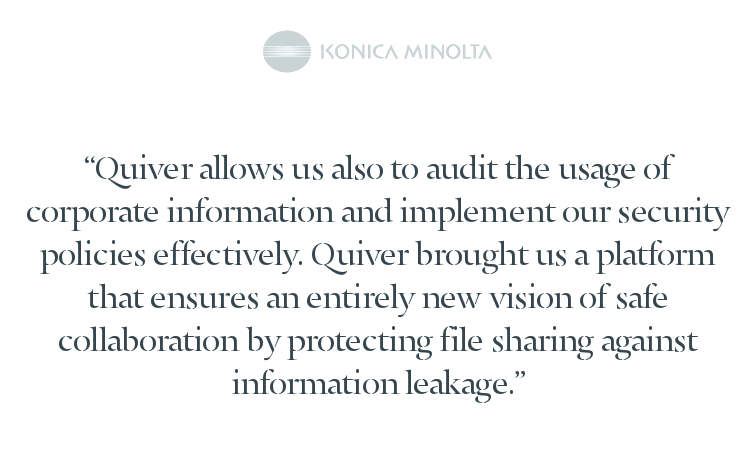 KONICA MINOLTA
“Quiver allows us also to audit the usage of
corporate information and implement our security
policies effectively. Quiver brought us a platform
that ensures an entirely new vision of safe
collaboration by protecting file sharing against
information leakage.”